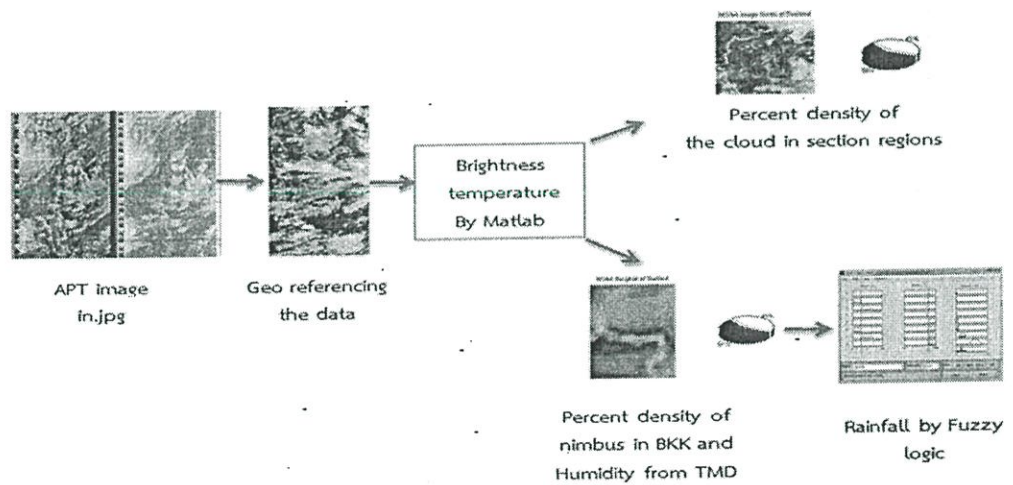 Percent density of
the cloud in section regions
Brightness
temperature
By Matlab
APT image
in.jpg
Geo referencing
the data
Percent density of
nimbus in BKK and
Humidity from TMD
Rainfall by Fuzzy
logic